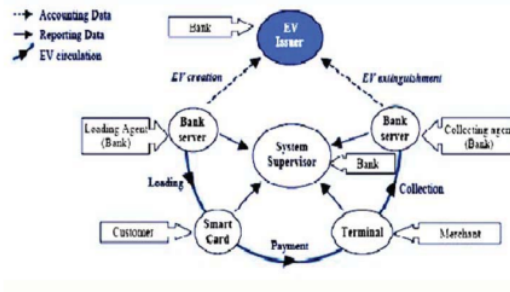 Accounting Data
Reporting Data
EV circulation
Bank
EV
Issuer
EV creation
EV extinguishment
Loading Agent
(Bank)
Bank
server
Bank
server
Collecting agent
(Bank)
System
Supervisor
Bank
Loading
Collection
Customer
Smart
Card
Payment
Terminal
Merchant